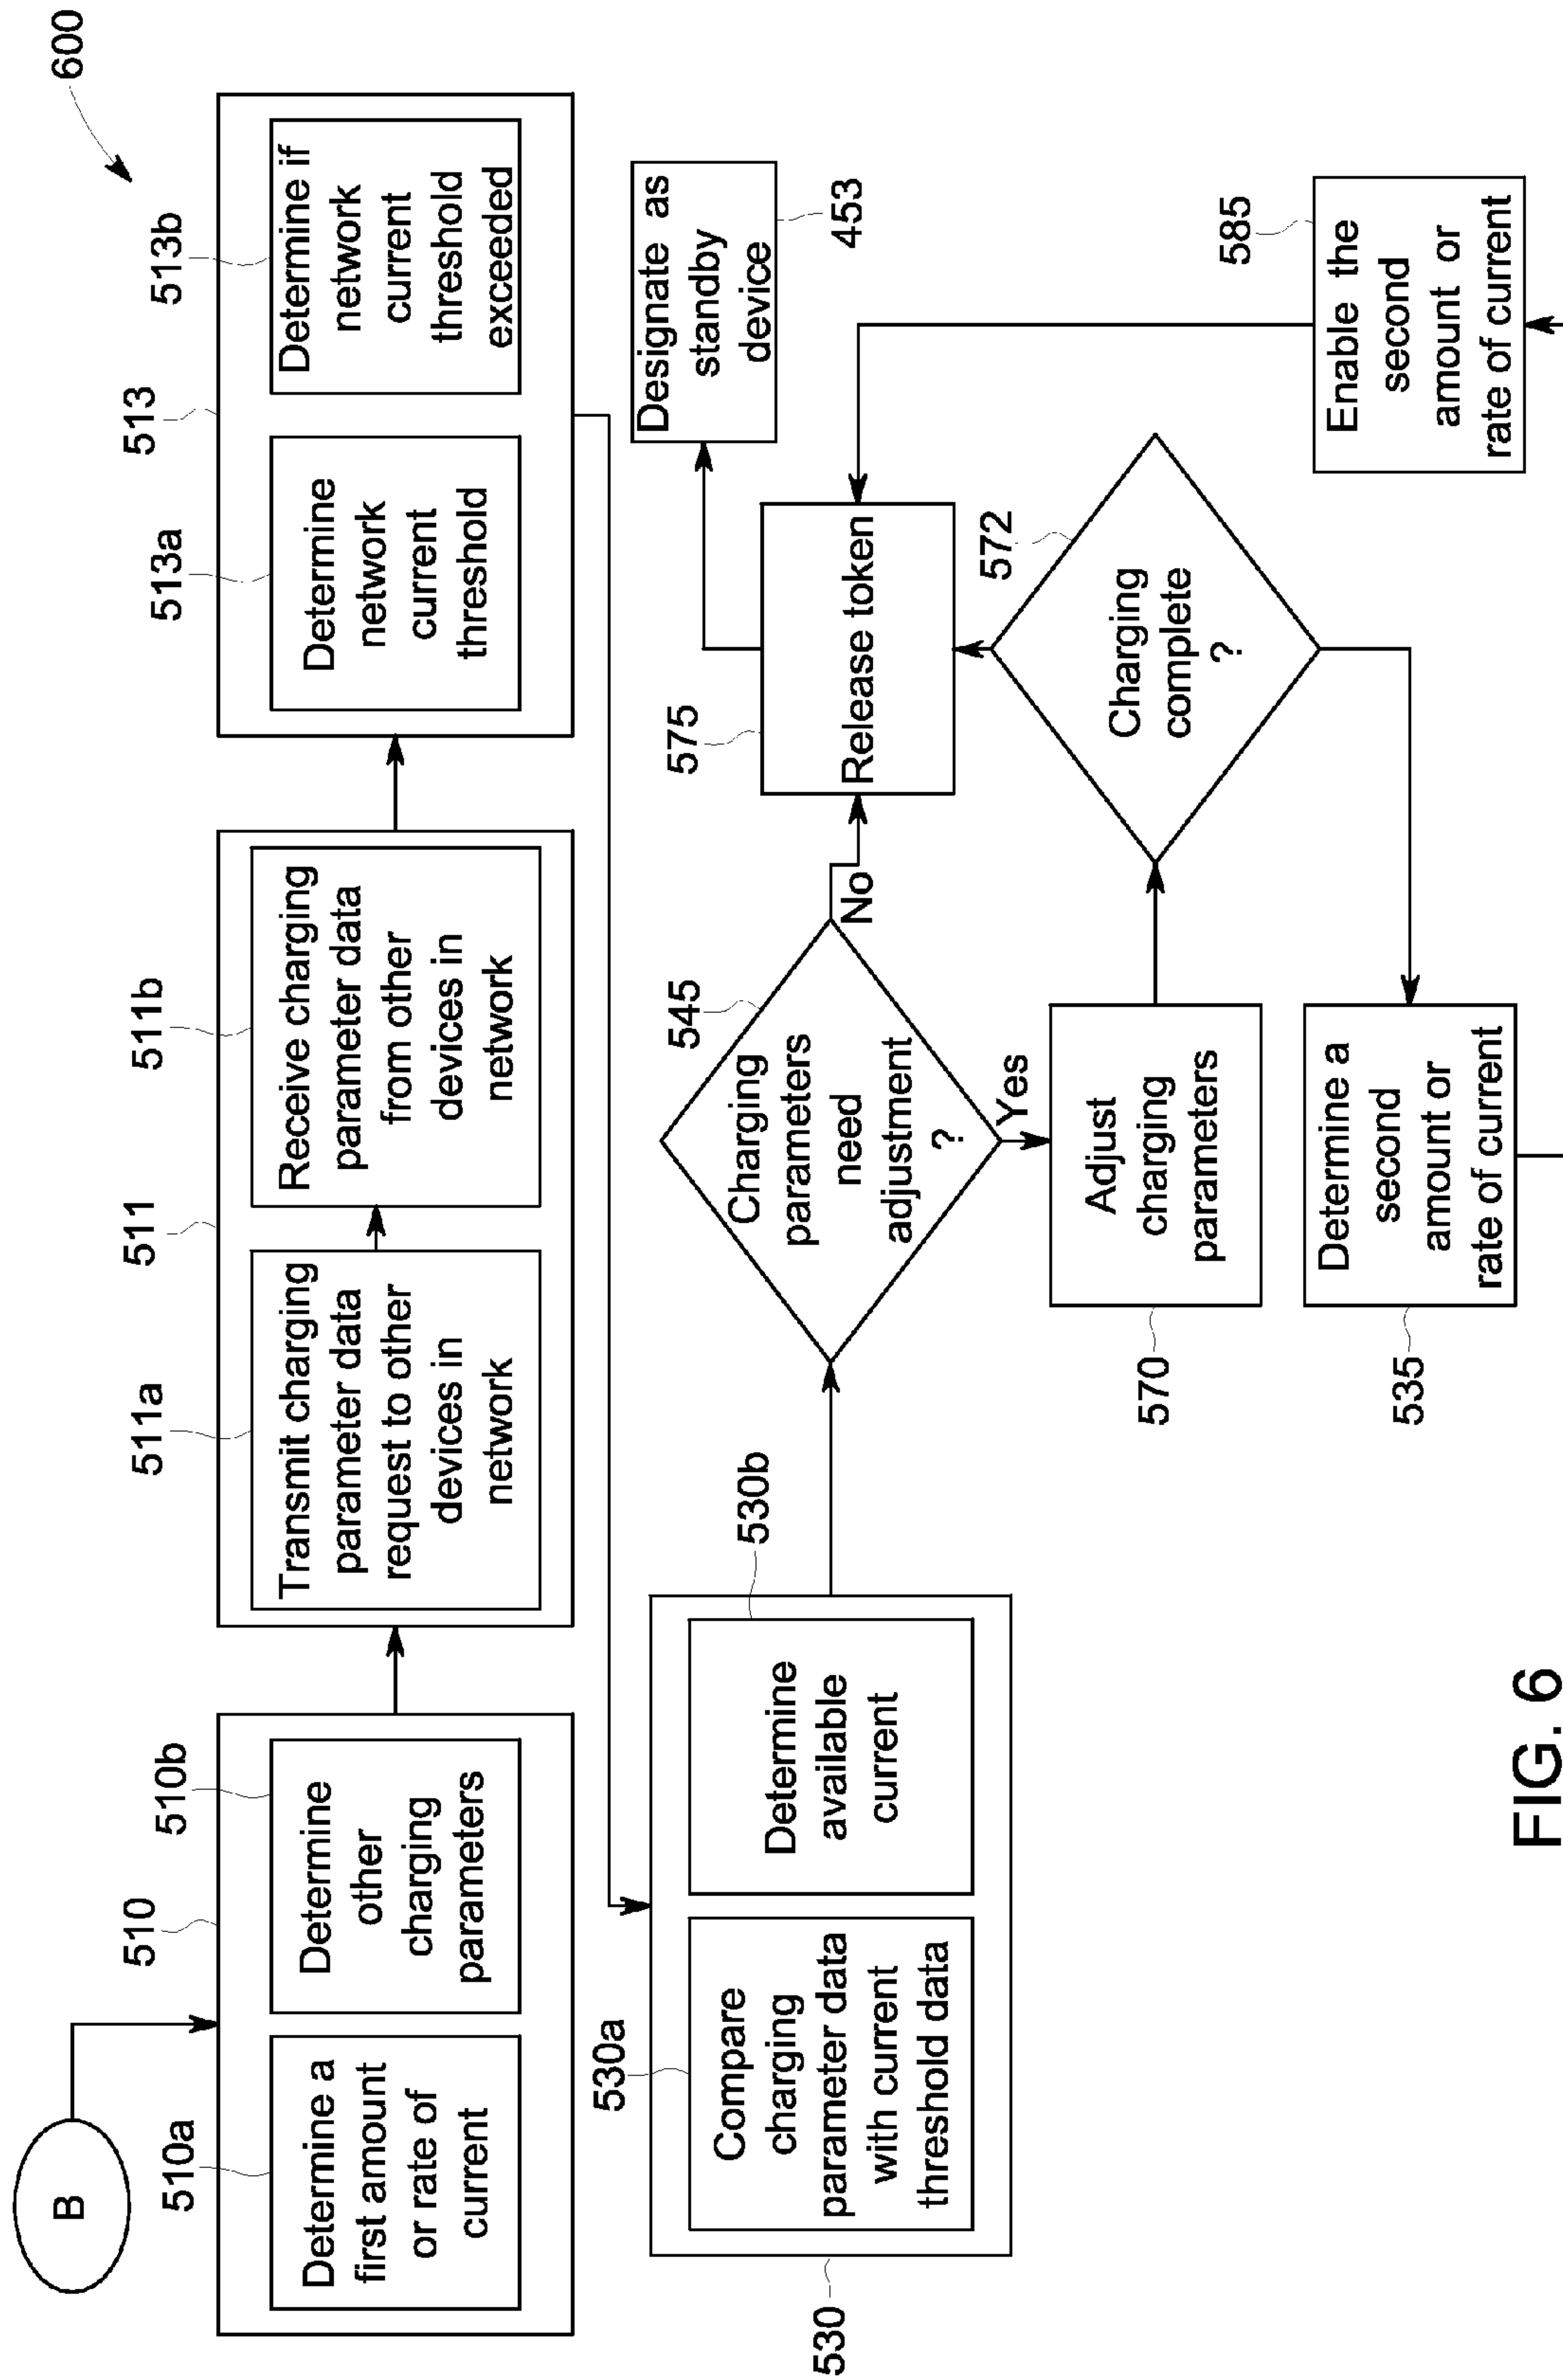 600
B
510
510a
Determine a
first amount
or rate of
current
510b
Determine
other
charging
parameters
511
511a
Transmit charging
parameter data
request to other
devices in
network
511b
Receive charging
parameter data
from other
devices in
network
513
513a
Determine
network
current
threshold
513b
Determine if
network
current
threshold
exceeded
530
530a
Compare
charging
parameter data
with current
threshold data
530b
Determine
available
current
545
Charging
parameters
need
adjustment
?
No
Yes
575
Release token
Designate as
standby
device
453
570
Adjust
charging
parameters
572
Charging
complete
?
535
Determine a
second
amount or
rate of current
585
Enable the
second
amount or
rate of current
FIG. 6